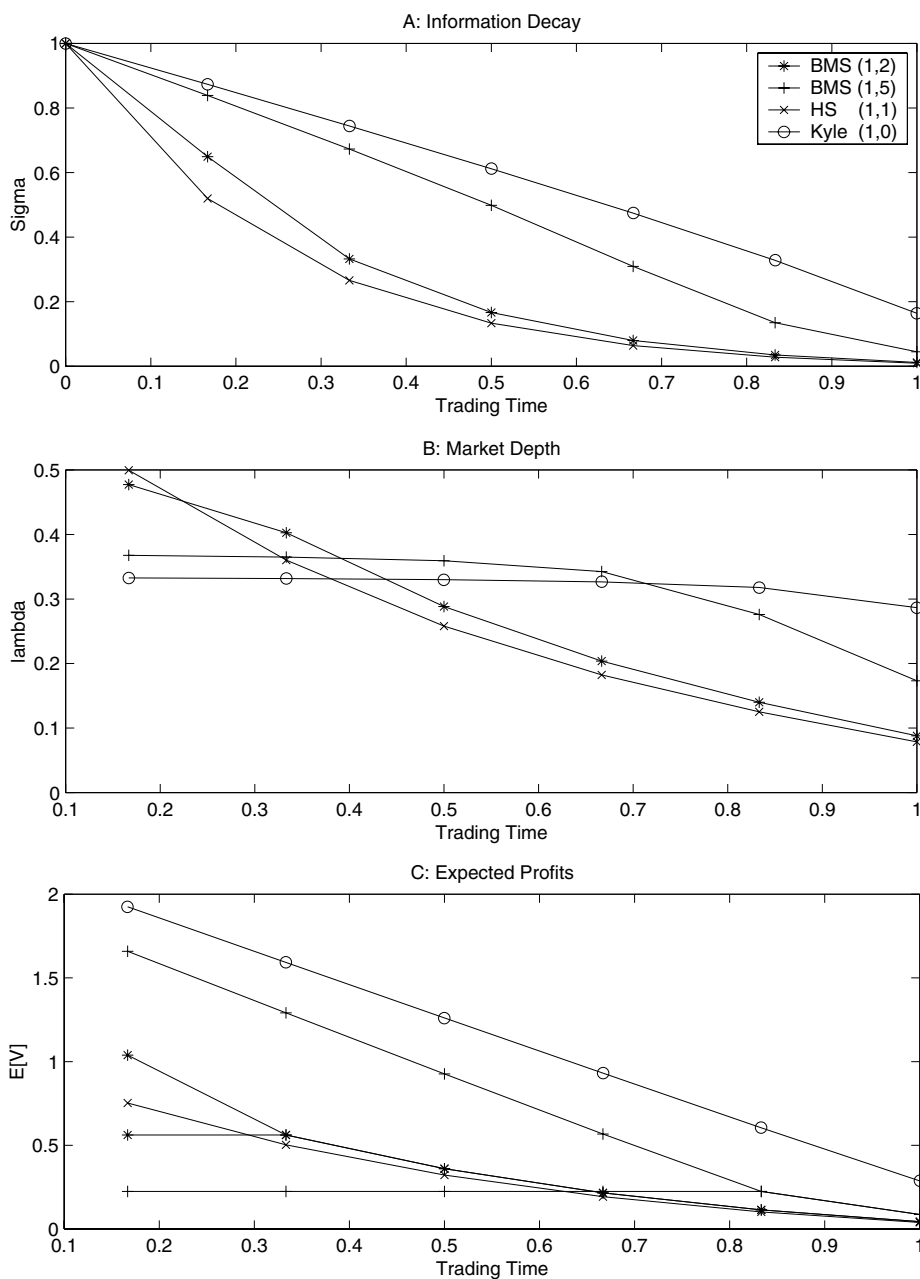 A: Information Decay
1
0.8
0.6
0.4
0.2
0
Sigma
BMS (1,2)
BMS (1,5)
HS (1,1)
Kyle (1,0)
0 0.1 0.2 0.3 0.4 0.5 0.6 0.7 0.8 0.9 1
Trading Time
B: Market Depth
0.5
0.4
0.3
0.2
0.1
0
lambda
0.1 0.2 0.3 0.4 0.5 0.6 0.7 0.8 0.9 1
Trading Time
C: Expected Profits
2
1.5
1
0.5
0
E[V]
0.1 0.2 0.3 0.4 0.5 0.6 0.7 0.8 0.9 1
Trading Time